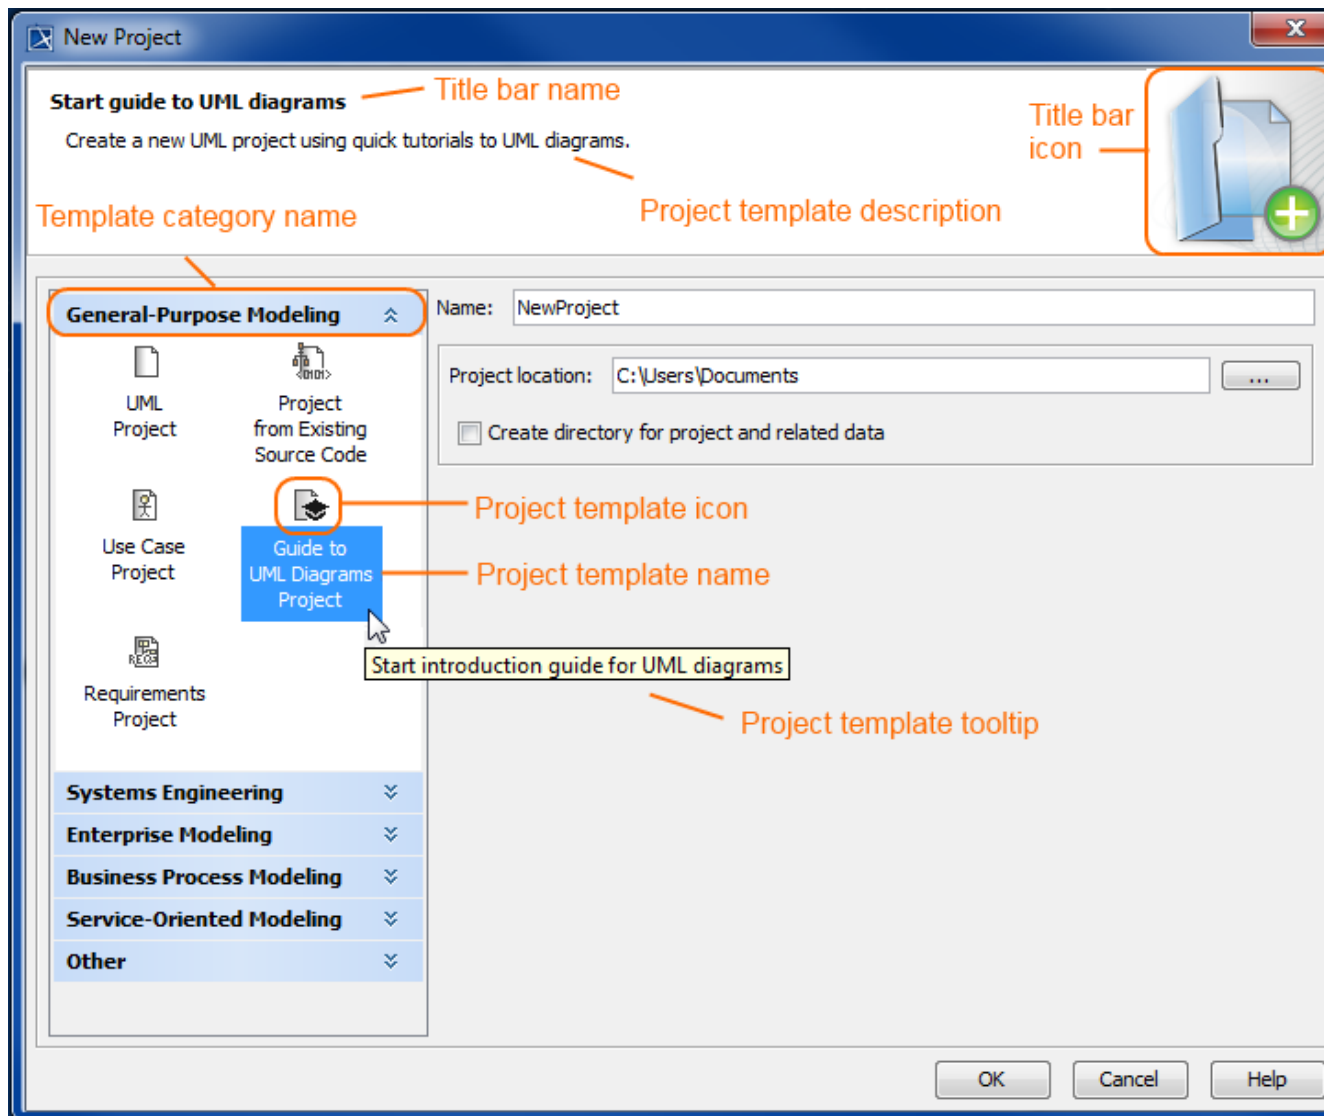 New Project
X
Start guide to UML diagrams
Title bar name
Create a new UML project using quick tutorials to UML diagrams.
Title bar
icon
Project template description
Template category name
General-Purpose Modeling
Name:
NewProject
Project location:
C:\Users\Documents
...
Create directory for project and related data
UML
Project
Project
from Existing
Source Code
Project template icon
Use Case
Project
Guide to
UML Diagrams
Project
Project template name
Start introduction guide for UML diagrams
Project template tooltip
Requirements
Project
Systems Engineering
Enterprise Modeling
Business Process Modeling
Service-Oriented Modeling
Other
OK
Cancel
Help